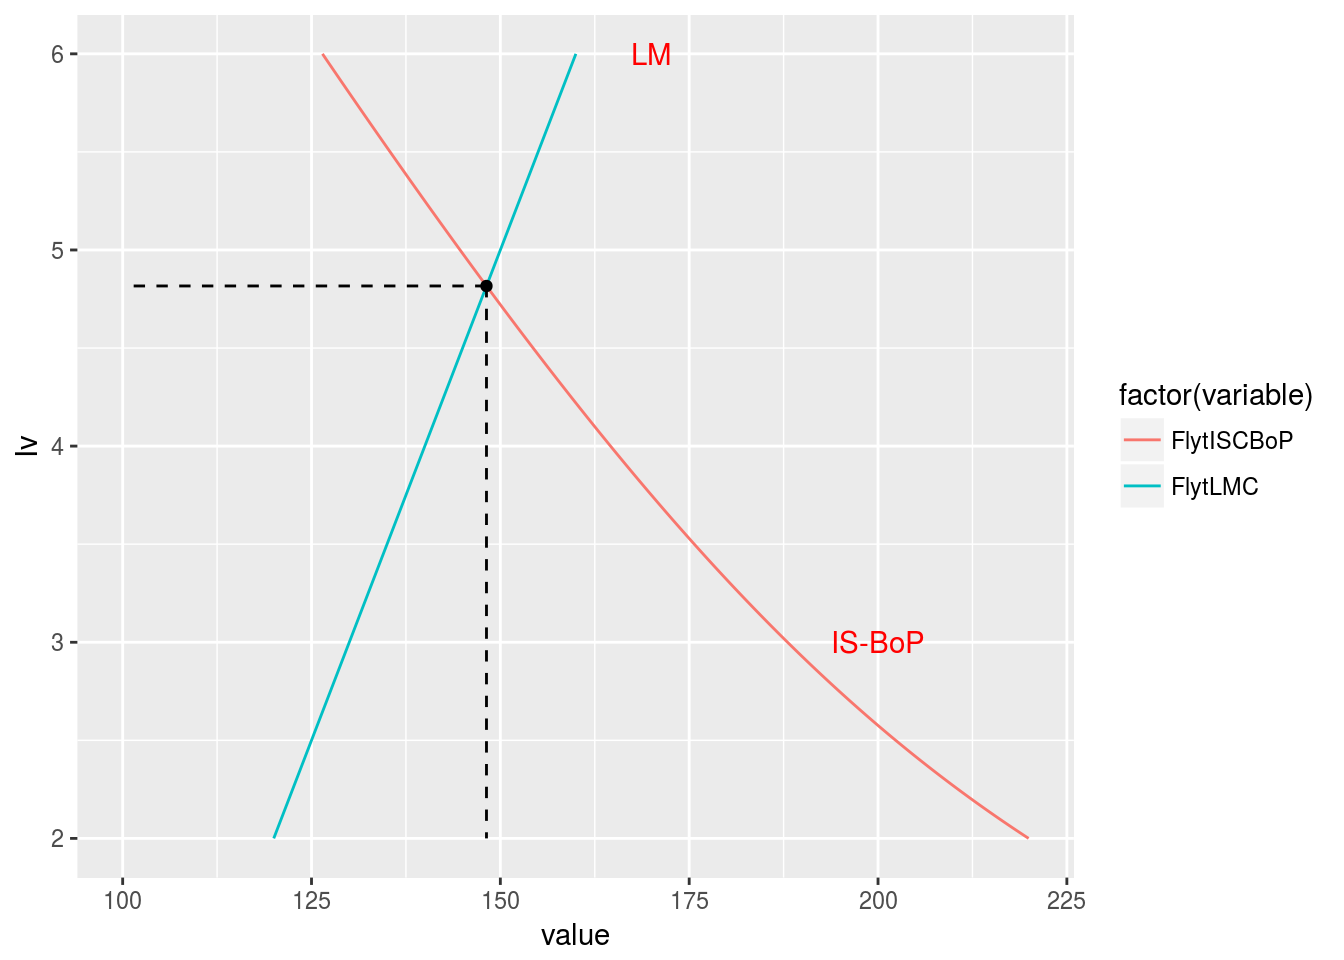 6
5
4
3
2
Iv
LM
IS-BoP
100 125 150 175 200 225
value
factor(variable)
FlytISCBoP
FlytLMC